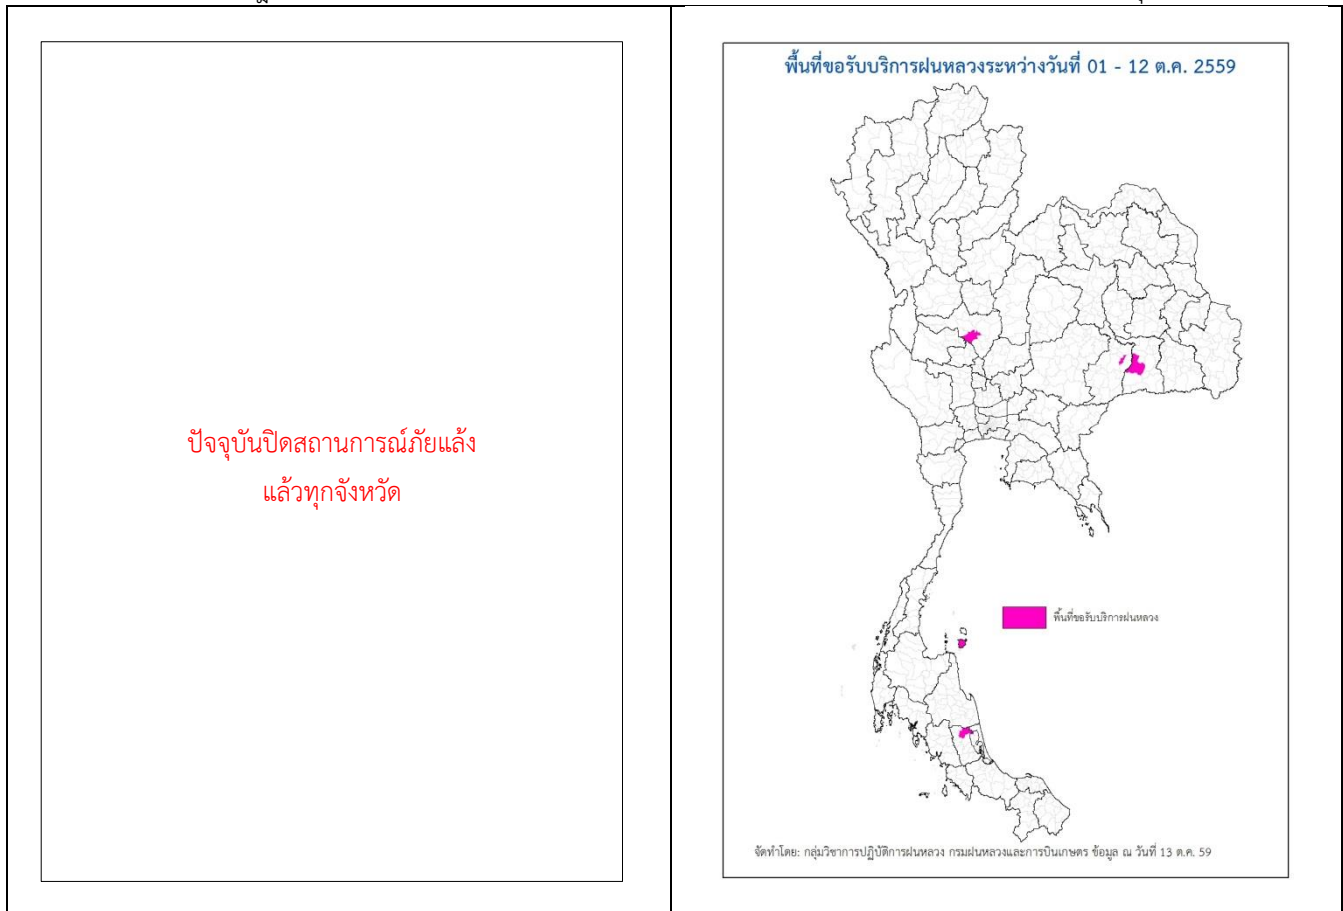 ปัจจุบันปิดสถานการณ์ภัยแล้ง
แล้วทุกจังหวัด
พื้นที่ขอรับบริการฝนหลวงระหว่างวันที่ 01 - 12 ต.ค. 2559
พื้นที่ขอรับบริการฝนหลวง
จัดทำโดย: กลุ่มวิชาการปฏิบัติการฝนหลวง กรมฝนหลวงและการบินเกษตร ข้อมูล ณ วันที่ 13 ต.ค. 59